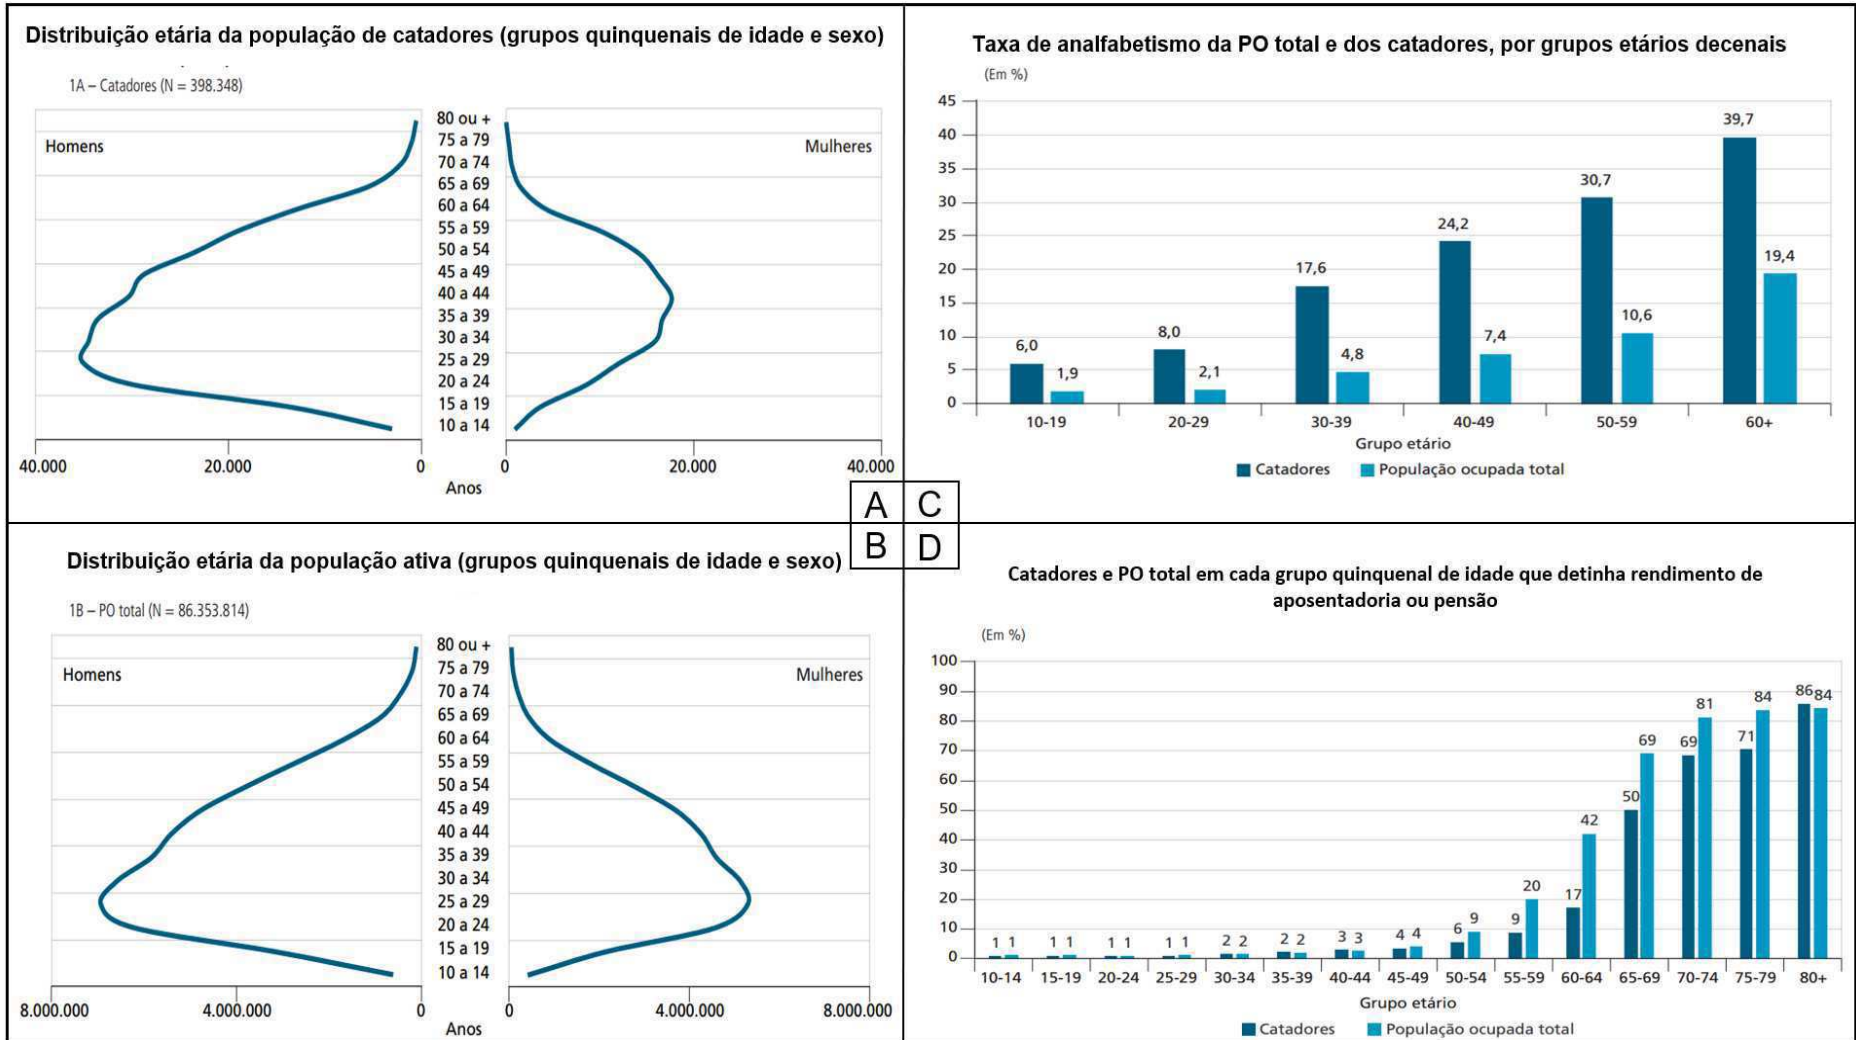 Distribuição etária da população de catadores (grupos quinquenais de idade e sexo)
1A – Catadores (N = 398.348)
Homens
Mulheres
80 ou +
75 a 79
70 a 74
65 a 69
60 a 64
55 a 59
50 a 54
45 a 49
40 a 44
35 a 39
30 a 34
25 a 29
20 a 24
15 a 19
10 a 14
40.000 20.000 0 0 20.000 40.000
Anos
A
Distribuição etária da população ativa (grupos quinquenais de idade e sexo)
1B – PO total (N = 86.353.814)
Homens
Mulheres
80 ou +
75 a 79
70 a 74
65 a 69
60 a 64
55 a 59
50 a 54
45 a 49
40 a 44
35 a 39
30 a 34
25 a 29
20 a 24
15 a 19
10 a 14
8.000.000 4.000.000 0 0 4.000.000 8.000.000
Anos
B
Taxa de analfabetismo da PO total e dos catadores, por grupos etários decenais
(Em %)
45
40
35
30
25
20
15
10
5
0
6,0 1,9 8,0 2,1 17,6 4,8 24,2 7,4 30,7 10,6 39,7 19,4
10-19 20-29 30-39 40-49 50-59 60+
Grupo etário
Catadores População ocupada total
C
Catadores e PO total em cada grupo quinquenal de idade que detinha rendimento de
aposentadoria ou pensão
(Em %)
100
90
80
70
60
50
40
30
20
10
0
1 1 1 1 1 1 1 1 2 2 2 2 3 3 4 4 6 9 9 20 17 42 50 69 69 81 71 84 86 84
10-14 15-19 20-24 25-29 30-34 35-39 40-44 45-49 50-54 55-59 60-64 65-69 70-74 75-79 80+
Grupo etário
Catadores População ocupada total
D